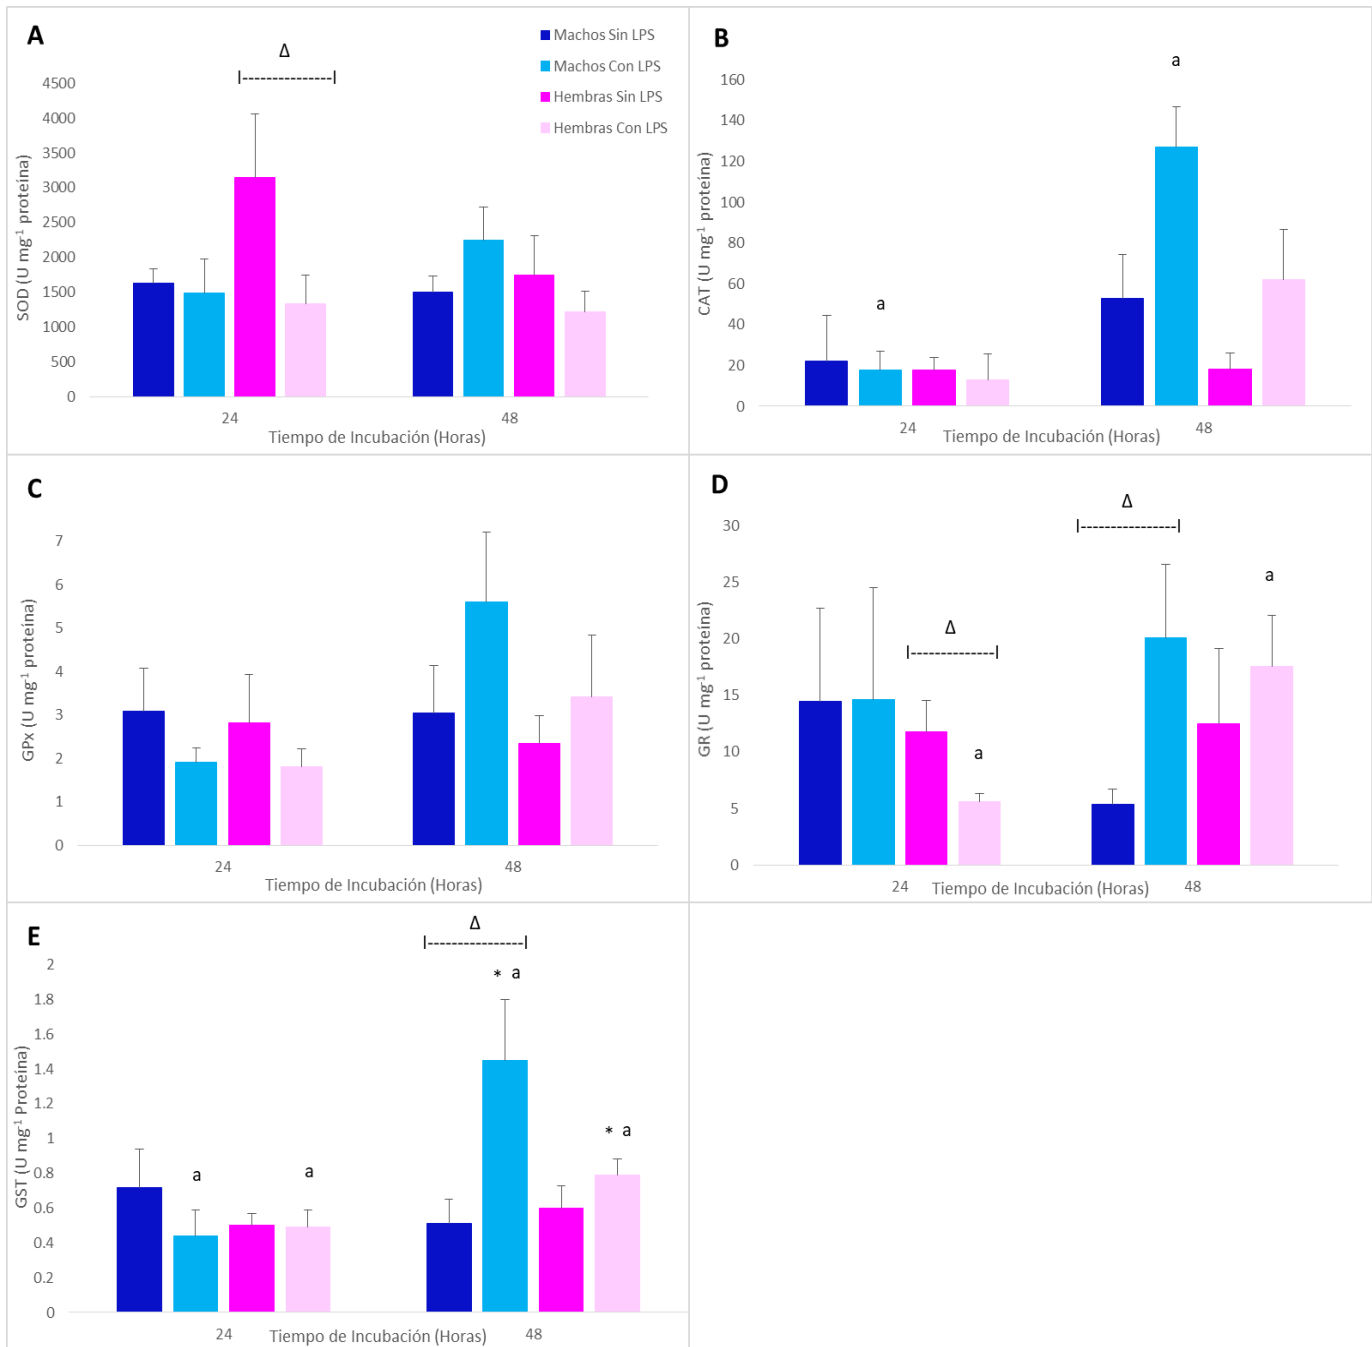 A
Δ
|---------------|
Machos Sin LPS
Machos Con LPS
Hembras Sin LPS
Hembras Con LPS
SOD (U mg⁻¹ proteína)
4500
4000
3500
3000
2500
2000
1500
1000
500
0
24
48
Tiempo de Incubación (Horas)
B
CAT (U mg⁻¹ proteína)
160
140
120
100
80
60
40
20
0
a
a
24
48
Tiempo de Incubación (Horas)
C
GPx (U mg⁻¹ proteína)
7
6
5
4
3
2
1
0
24
48
Tiempo de Incubación (Horas)
D
GR (U mg⁻¹ proteína)
30
25
20
15
10
5
0
Δ
|---------------|
a
Δ
|----------------|
a
24
48
Tiempo de Incubación (Horas)
E
GST (U mg⁻¹ Proteína)
2
1.8
1.6
1.4
1.2
1
0.8
0.6
0.4
0.2
0
a
a
Δ
|----------------|
* a
* a
24
48
Tiempo de Incubación (Horas)